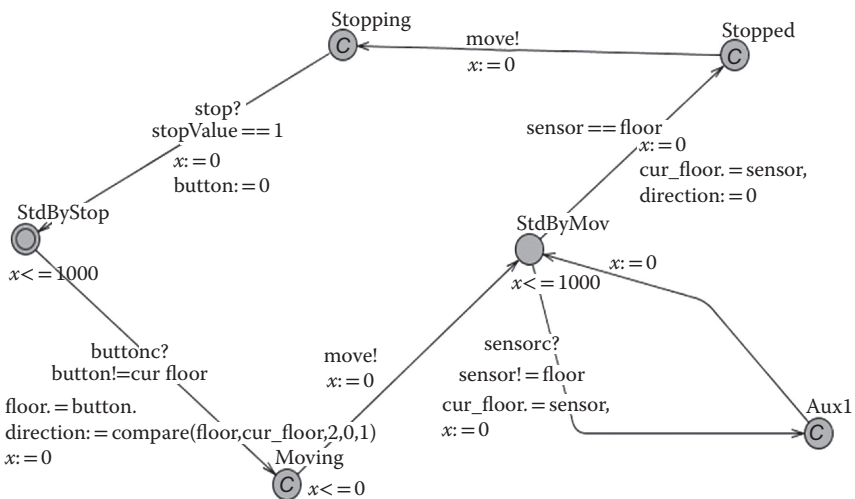 Stopping
Stopped
C
C
move!
x:=0
stop?
stopValue==1
x:=0
button:=0
sensor==floor
x:=0
cur_floor.=sensor,
direction:=0
StdByStop
StdByMov
x<=1000
x:=0
x<=1000
buttonc?
button!=cur floor
floor.=button.
direction:=compare(floor,cur_floor,2,0,1)
x:=0
move!
x:=0
sensorc?
sensor!=floor
cur_floor.=sensor,
x:=0
Aux1
C
Moving
C
x<=0